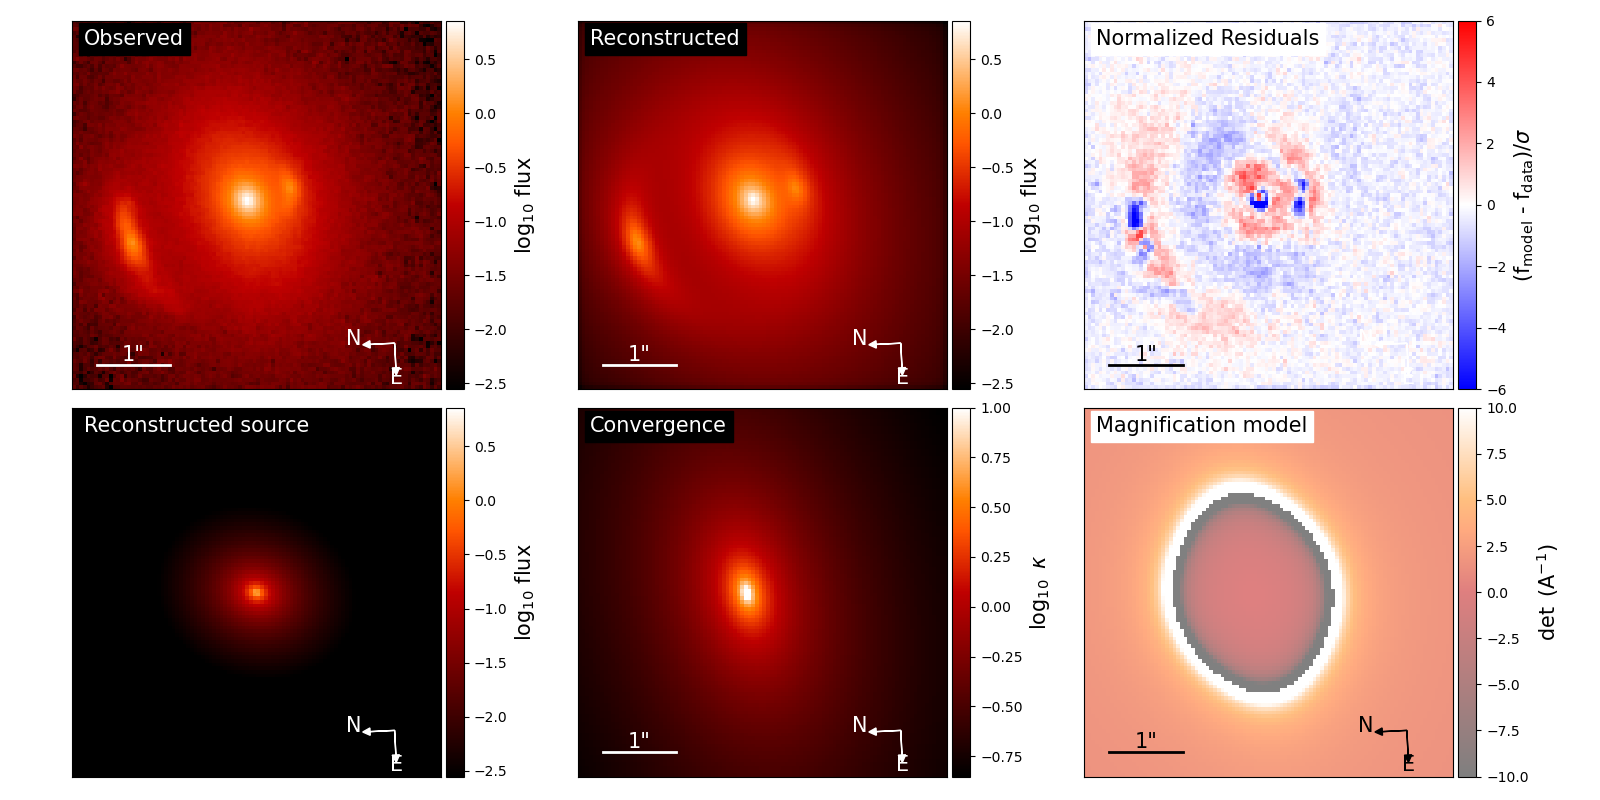 Observed
0.5
0.0
−0.5
−1.0
−1.5
−2.0
−2.5
log₁₀ flux
N
E
1"
Reconstructed
0.5
0.0
−0.5
−1.0
−1.5
−2.0
−2.5
log₁₀ flux
N
E
1"
Normalized Residuals
6
4
2
0
−2
−4
−6
(f_model - f_data)/σ
1"
Reconstructed source
0.5
0.0
−0.5
−1.0
−1.5
−2.0
−2.5
log₁₀ flux
N
E
Convergence
1.00
0.75
0.50
0.25
0.00
−0.25
−0.50
−0.75
log₁₀ κ
N
E
1"
Magnification model
10.0
7.5
5.0
2.5
0.0
−2.5
−5.0
−7.5
−10.0
det (A⁻¹)
N
E
1"